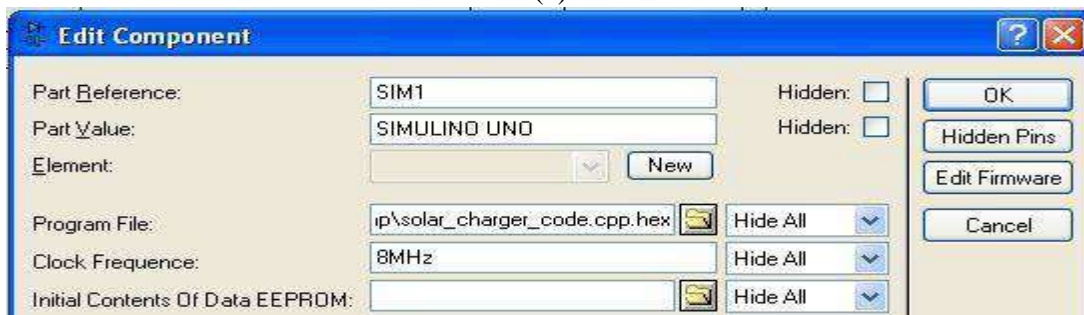 Edit Component
Part Reference: SIM1 Hidden: OK
Part Value: SIMULINO UNO Hidden: Hidden Pins
Element: New Edit Firmware
Program File: ıp\solar_charger_code.cpp.hex Hide All Cancel
Clock Frequence: 8MHz Hide All
Initial Contents Of Data EEPROM: Hide All